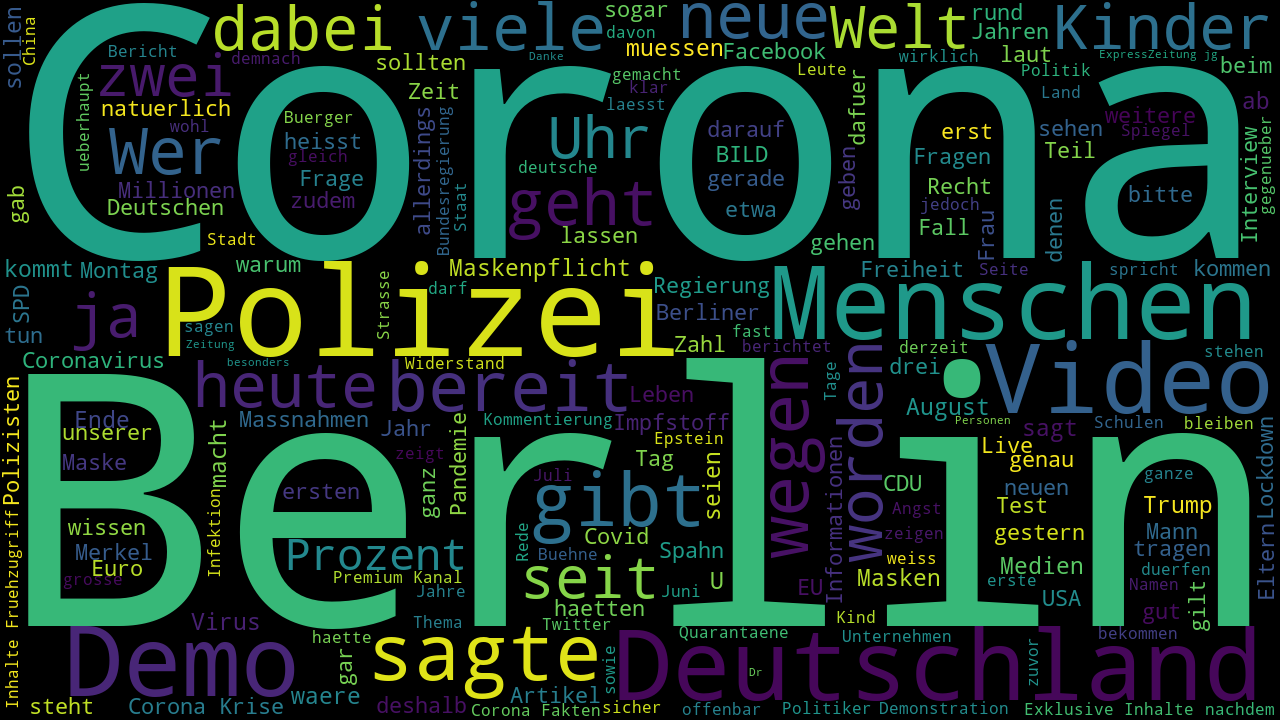 sollen
China
dabei
viele
sogar
davon
neue
Welt
rund
Jahren
Kinder
Bericht
demnach
sollten
muessen
Danke
Facebook
Leute
wirklich
laut
ExpressZeitung jg
beim
Corona
zwei
natuerlich
wohl
ueberhaupt
Zeit
gemacht
klar
laesst
dafuer
Politik
Land
weitere
Spiegel
ab
Wer
Buerger
heisst
gleich
Frage
zudem
allerdings
Bundesregierung
Staat
Uhr
deutsche
geht
lassen
darauf
BILD
gerade
etwa
geben
gehen
erst
Fragen
Recht
jedoch
Fall
Frau
sehen
Teil
denen
bitte
Interview
gegenueber
Millionen
Deutschen
gab
Stadt
kommt
Montag
warum
SPD
tun
ja
Polizei
sagen
Zeitung
Strasse
darf
Maskenpflicht
Regierung
Berliner
fast
Zahl
berichtet
Menschen
Freiheit
Seite
spricht
kommen
derzeit
stehen
Coronavirus
besonders
Widerstand
heute
bereit
Leben
wegen
Tage
worden
drei
August
Personen
Video
Schulen
bleiben
Berlin
Polizisten
Fruehzugriff
Inhalte
Ende
unserer
Maske
wissen
Merkel
Euro
grosse
Infektion
macht
Massnahmen
Jahr
zeigt
ersten
ganz
Pandemie
Kommentierung
Impfstoff
Epstein
Tag
seien
Juli
gibt
Rede
Buehne
Covid
Spahn
Prozent
Premium Kanal
Jahre
seit
U
Juni
haetten
EU
Informationen
CDU
Angst
zeigen
weiss
Masken
Live
sagt
genau
neuen
Test
gestern
Medien
erste
USA
ganze
Trump
Mann
tragen
duerfen
Namen
gut
gilt
Eltern
Lockdown
Kind
bekommen
Virus
haette
Thema
Twitter
Quarantaene
Unternehmen
Demo
gar
sagte
sowie
Dr
Deutschland
zuvor
steht
Corona Krise
waere
deshalb
Artikel
Corona Fakten
sicher
offenbar
Politiker
Demonstration
Exklusive Inhalte
nachdem